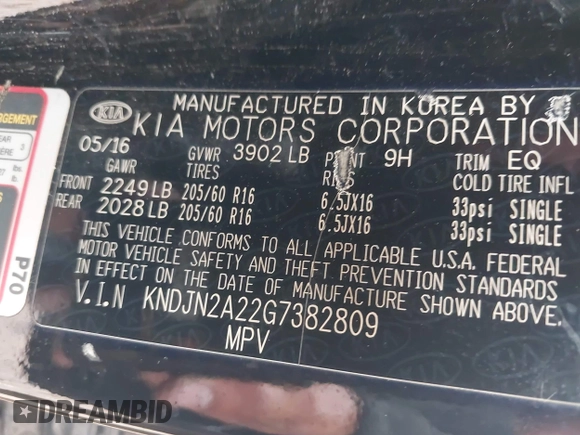 KIA
MANUFACTURED IN KOREA BY
KIA MOTORS CORPORATION
05/16 GVWR 3902 LB PAINT 9H TRIM EQ
GAWR TIRES RIMS COLD TIRE INFL
FRONT 2249 LB 205/60 R16 6.5JX16 33psi SINGLE
REAR 2028 LB 205/60 R16 6.5JX16 33psi SINGLE
THIS VEHICLE CONFORMS TO ALL APPLICABLE U.S.A. FEDERAL
MOTOR VEHICLE SAFETY AND THEFT PREVENTION STANDARDS
IN EFFECT ON THE DATE OF MANUFACTURE SHOWN ABOVE.
V.I.N KNDJN2A22G7382809
MPV
P70
DREAMBID